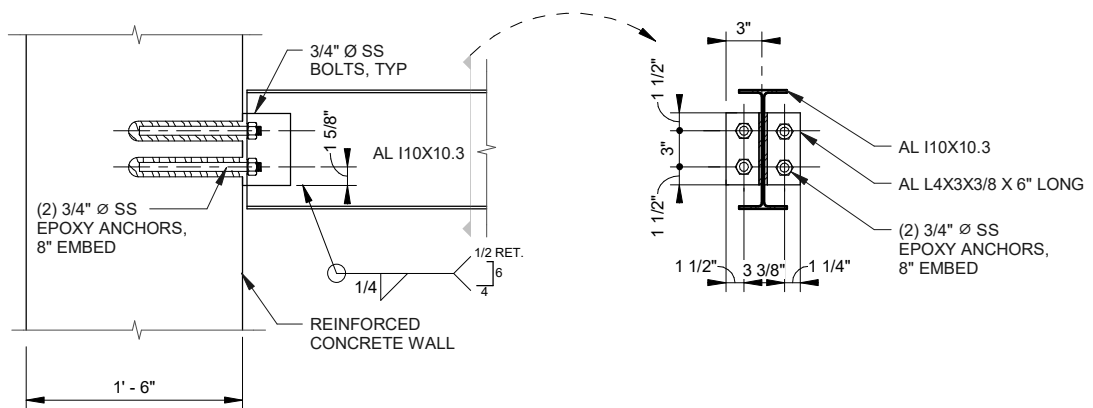 3/4" Ø SS
BOLTS, TYP
1 5/8"
AL I10X10.3
(2) 3/4" Ø SS
EPOXY ANCHORS,
8" EMBED
1/4
1/2 RET.
6
4
REINFORCED
CONCRETE WALL
1' - 6"
3"
1 1/2"
3"
1 1/2"
AL I10X10.3
AL L4X3X3/8 X 6" LONG
(2) 3/4" Ø SS
EPOXY ANCHORS,
8" EMBED
1 1/2"
3 3/8"
1 1/4"